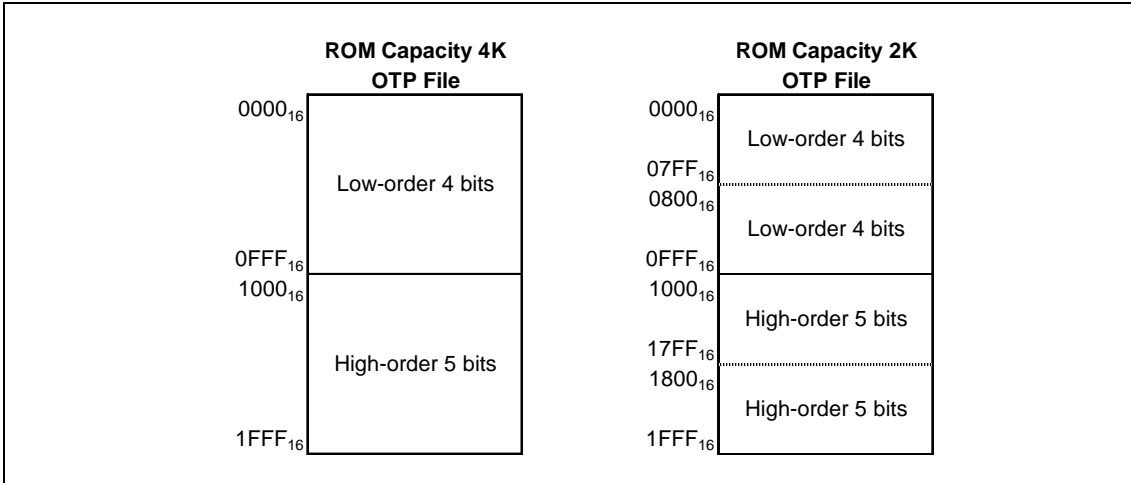 ROM Capacity 4K
OTP File
0000₁₆
Low-order 4 bits
0FFF₁₆
1000₁₆
High-order 5 bits
1FFF₁₆
ROM Capacity 2K
OTP File
0000₁₆
Low-order 4 bits
07FF₁₆
0800₁₆
Low-order 4 bits
0FFF₁₆
1000₁₆
High-order 5 bits
17FF₁₆
1800₁₆
High-order 5 bits
1FFF₁₆